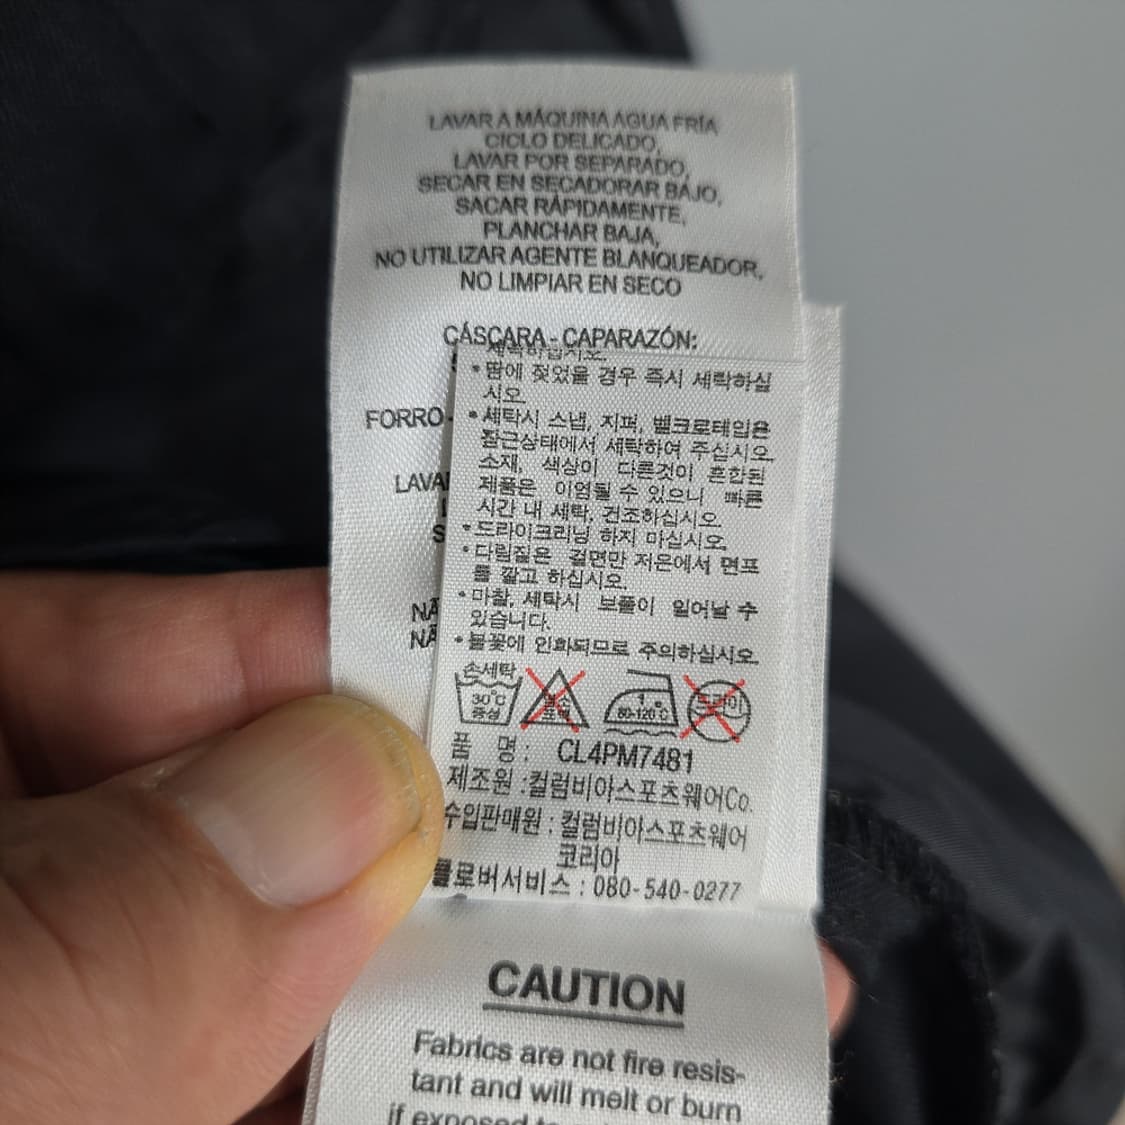 LAVAR A MÁQUINA AGUA FRÍA
CICLO DELICADO,
LAVAR POR SEPARADO,
SECAR EN SECADORAR BAJO,
SACAR RÁPIDAMENTE,
PLANCHAR BAJA,
NO UTILIZAR AGENTE BLANQUEADOR,
NO LIMPIAR EN SECO
CÁSCARA - CAPARAZÓN:
FORRO -
세탁하십시오.
•땀에 젖었을 경우 즉시 세탁하십
시오.
•세탁시 스냅, 지퍼, 벨크로테입은
잠근상태에서 세탁하여 주십시오.
소재, 색상이 다른것이 혼합된
제품은 이염될 수 있으니 빠른
시간 내 세탁, 건조하십시오.
•드라이크리닝 하지 마십시오.
•다림질은 겉면만 저온에서 면프
를 깔고 하십시오.
•마찰, 세탁시 보풀이 일어날 수
있습니다.
•불꽃에 인화되므로 주의하십시오.
손세탁
30°C
중성
80-120°C
드라이
품 명 : CL4PM7481
제조원 :컬럼비아스포츠웨어Co.
수입판매원 : 컬럼비아스포츠웨어
코리아
클로버서비스 : 080-540-0277
CAUTION
Fabrics are not fire resis-
tant and will melt or burn
if exposed